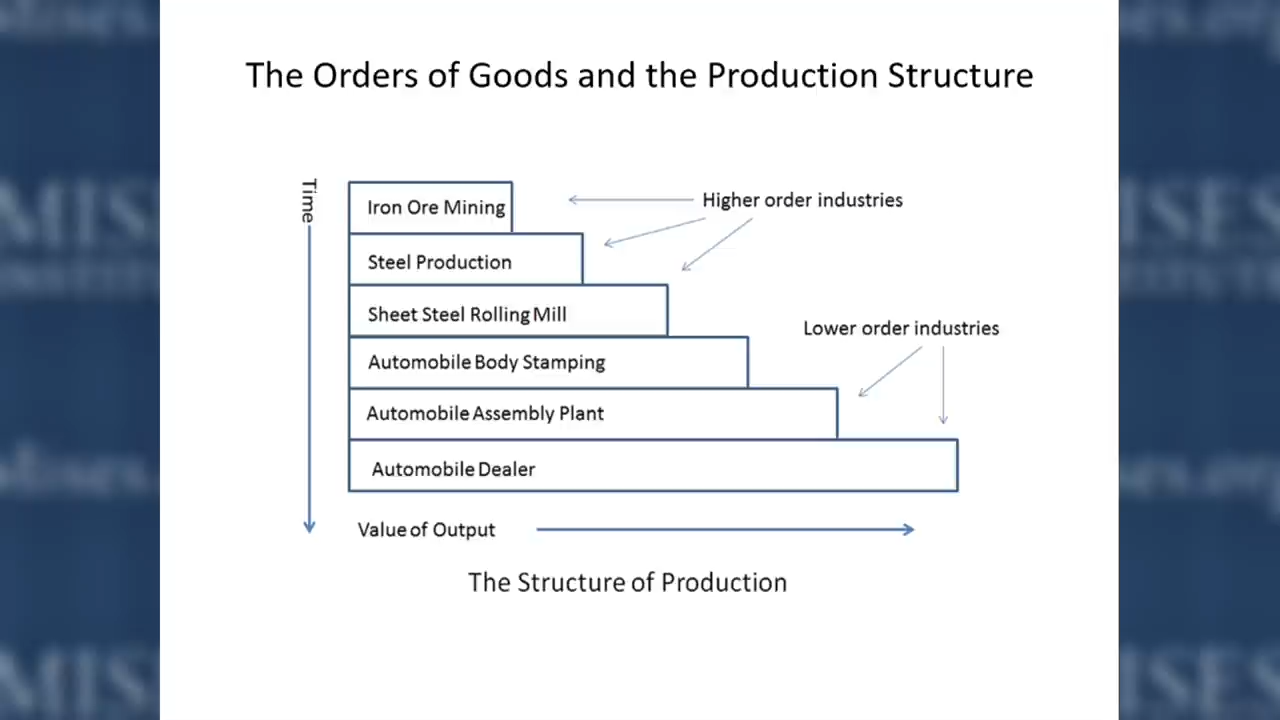 The Orders of Goods and the Production Structure
Time
Iron Ore Mining
Higher order industries
Steel Production
Sheet Steel Rolling Mill
Lower order industries
Automobile Body Stamping
Automobile Assembly Plant
Automobile Dealer
Value of Output
The Structure of Production